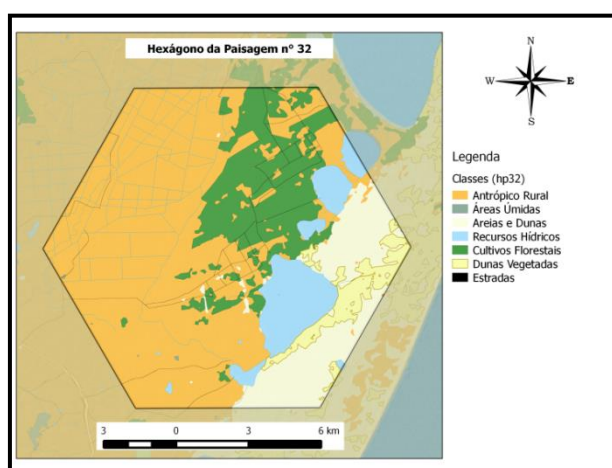 Hexágono da Paisagem n° 32
N
W E
S
Legenda
Classes (hp32)
Antrópico Rural
Áreas Úmidas
Areias e Dunas
Recursos Hídricos
Cultivos Florestais
Dunas Vegetadas
Estradas
3 0 3 6 km